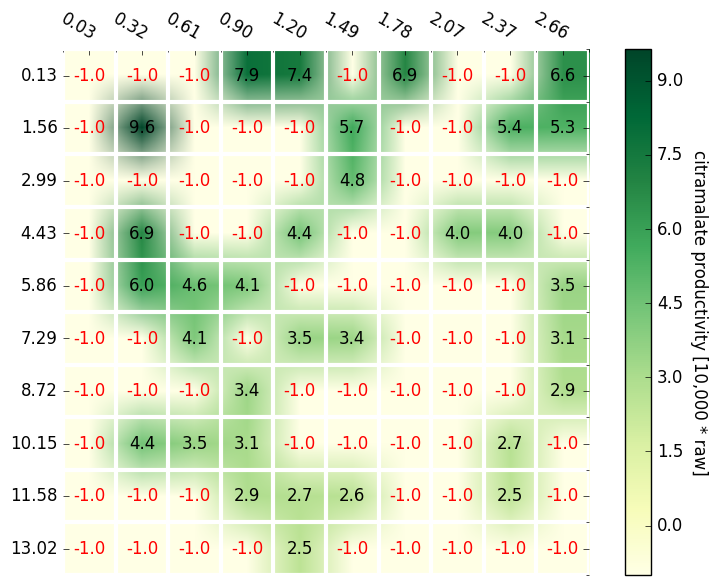 0.03 0.32 0.61 0.90 1.20 1.49 1.78 2.07 2.37 2.66
0.13 -1.0 -1.0 -1.0 7.9 7.4 -1.0 6.9 -1.0 -1.0 6.6
1.56 -1.0 9.6 -1.0 -1.0 -1.0 5.7 -1.0 -1.0 5.4 5.3
2.99 -1.0 -1.0 -1.0 -1.0 -1.0 4.8 -1.0 -1.0 -1.0 -1.0
4.43 -1.0 6.9 -1.0 -1.0 4.4 -1.0 -1.0 4.0 4.0 -1.0
5.86 -1.0 6.0 4.6 4.1 -1.0 -1.0 -1.0 -1.0 -1.0 3.5
7.29 -1.0 -1.0 4.1 -1.0 3.5 3.4 -1.0 -1.0 -1.0 3.1
8.72 -1.0 -1.0 -1.0 3.4 -1.0 -1.0 -1.0 -1.0 -1.0 2.9
10.15 -1.0 4.4 3.5 3.1 -1.0 -1.0 -1.0 -1.0 2.7 -1.0
11.58 -1.0 -1.0 -1.0 2.9 2.7 2.6 -1.0 -1.0 2.5 -1.0
13.02 -1.0 -1.0 -1.0 -1.0 2.5 -1.0 -1.0 -1.0 -1.0 -1.0
9.0
7.5
6.0
4.5
3.0
1.5
0.0
citramalate productivity [10,000 * raw]